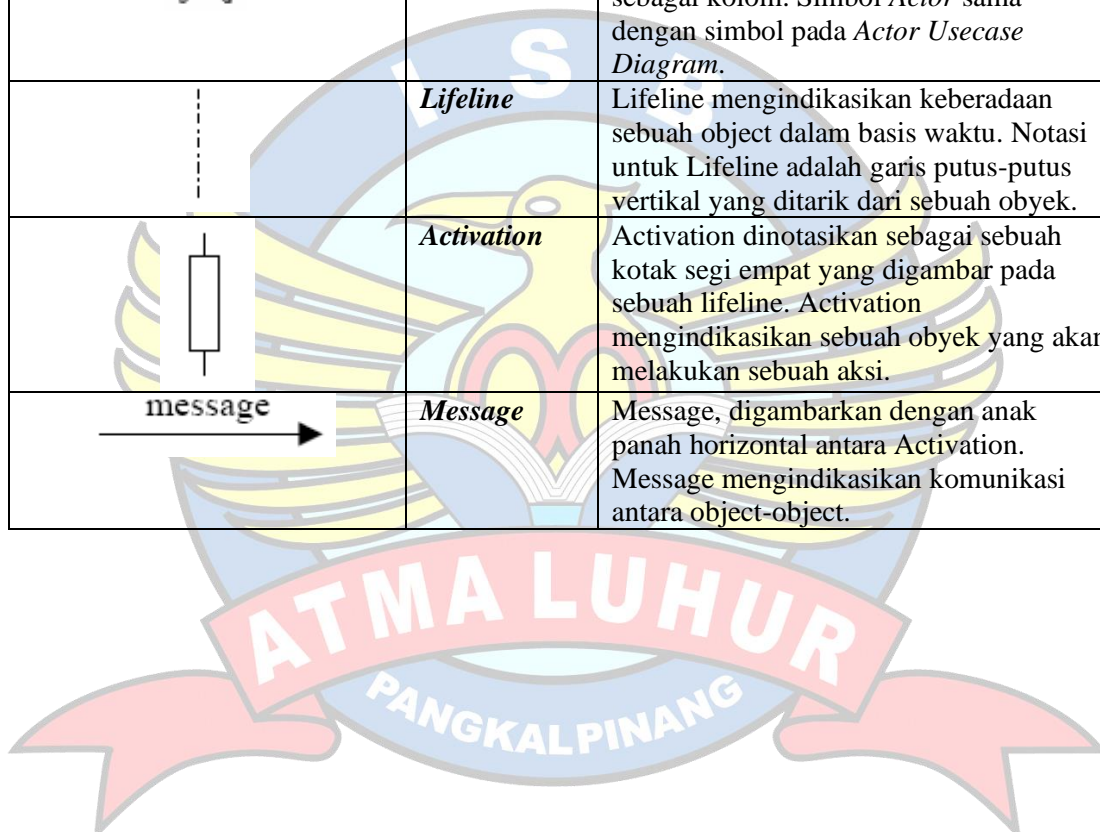 sebagai kolom. Simbol Actor sama
dengan simbol pada Actor Usecase
Diagram.
Lifeline
Lifeline mengindikasikan keberadaan
sebuah object dalam basis waktu. Notasi
untuk Lifeline adalah garis putus-putus
vertikal yang ditarik dari sebuah obyek.
Activation
Activation dinotasikan sebagai sebuah
kotak segi empat yang digambar pada
sebuah lifeline. Activation
mengindikasikan sebuah obyek yang akan
melakukan sebuah aksi.
message
Message
Message, digambarkan dengan anak
panah horizontal antara Activation.
Message mengindikasikan komunikasi
antara object-object.
I S B
ATMA LUHUR
PANGKALPINANG